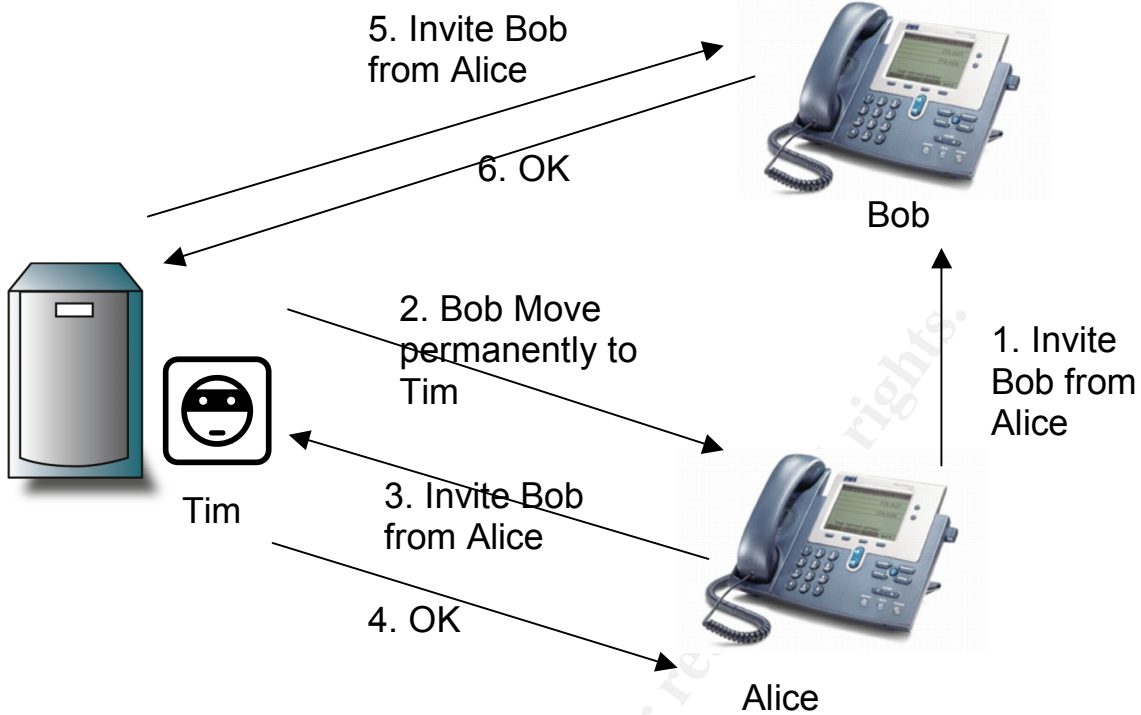 5. Invite Bob
from Alice
6. OK
Bob
2. Bob Move
permanently to
Tim
1. Invite
Bob from
Alice
Tim
3. Invite Bob
from Alice
4. OK
Alice
rights.